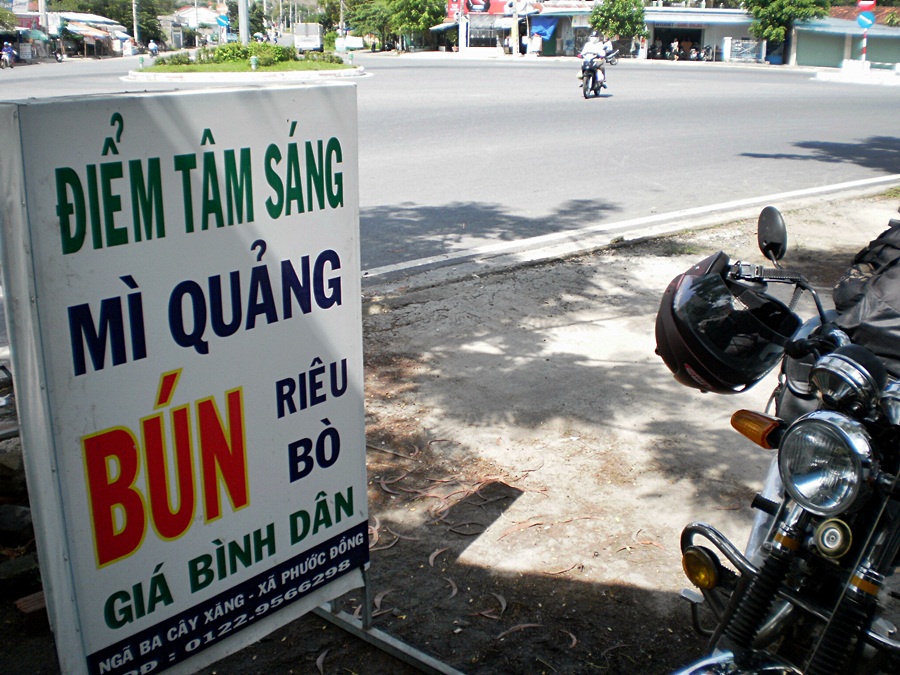 ĐIỂM TÂM SÁNG
MÌ QUẢNG
BÚN RIÊU
BÒ
GIÁ BÌNH DÂN
NGÃ BA CÂY XĂNG - XÃ PHƯỚC ĐỒNG
DĐ : 0122.9566298